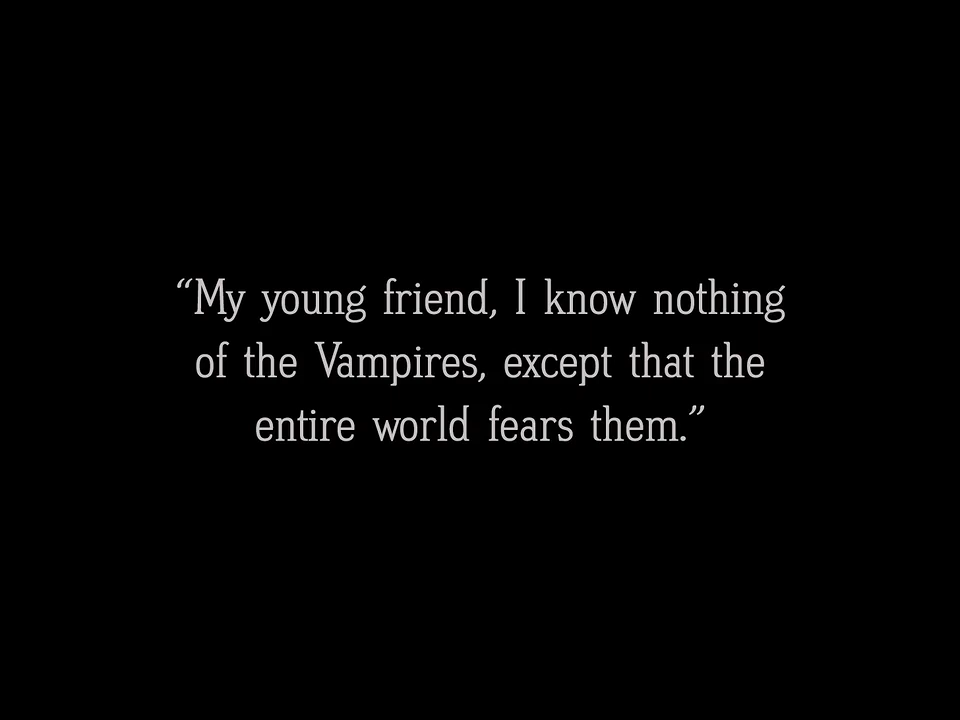 “My young friend, I know nothing
of the Vampires, except that the
entire world fears them.”